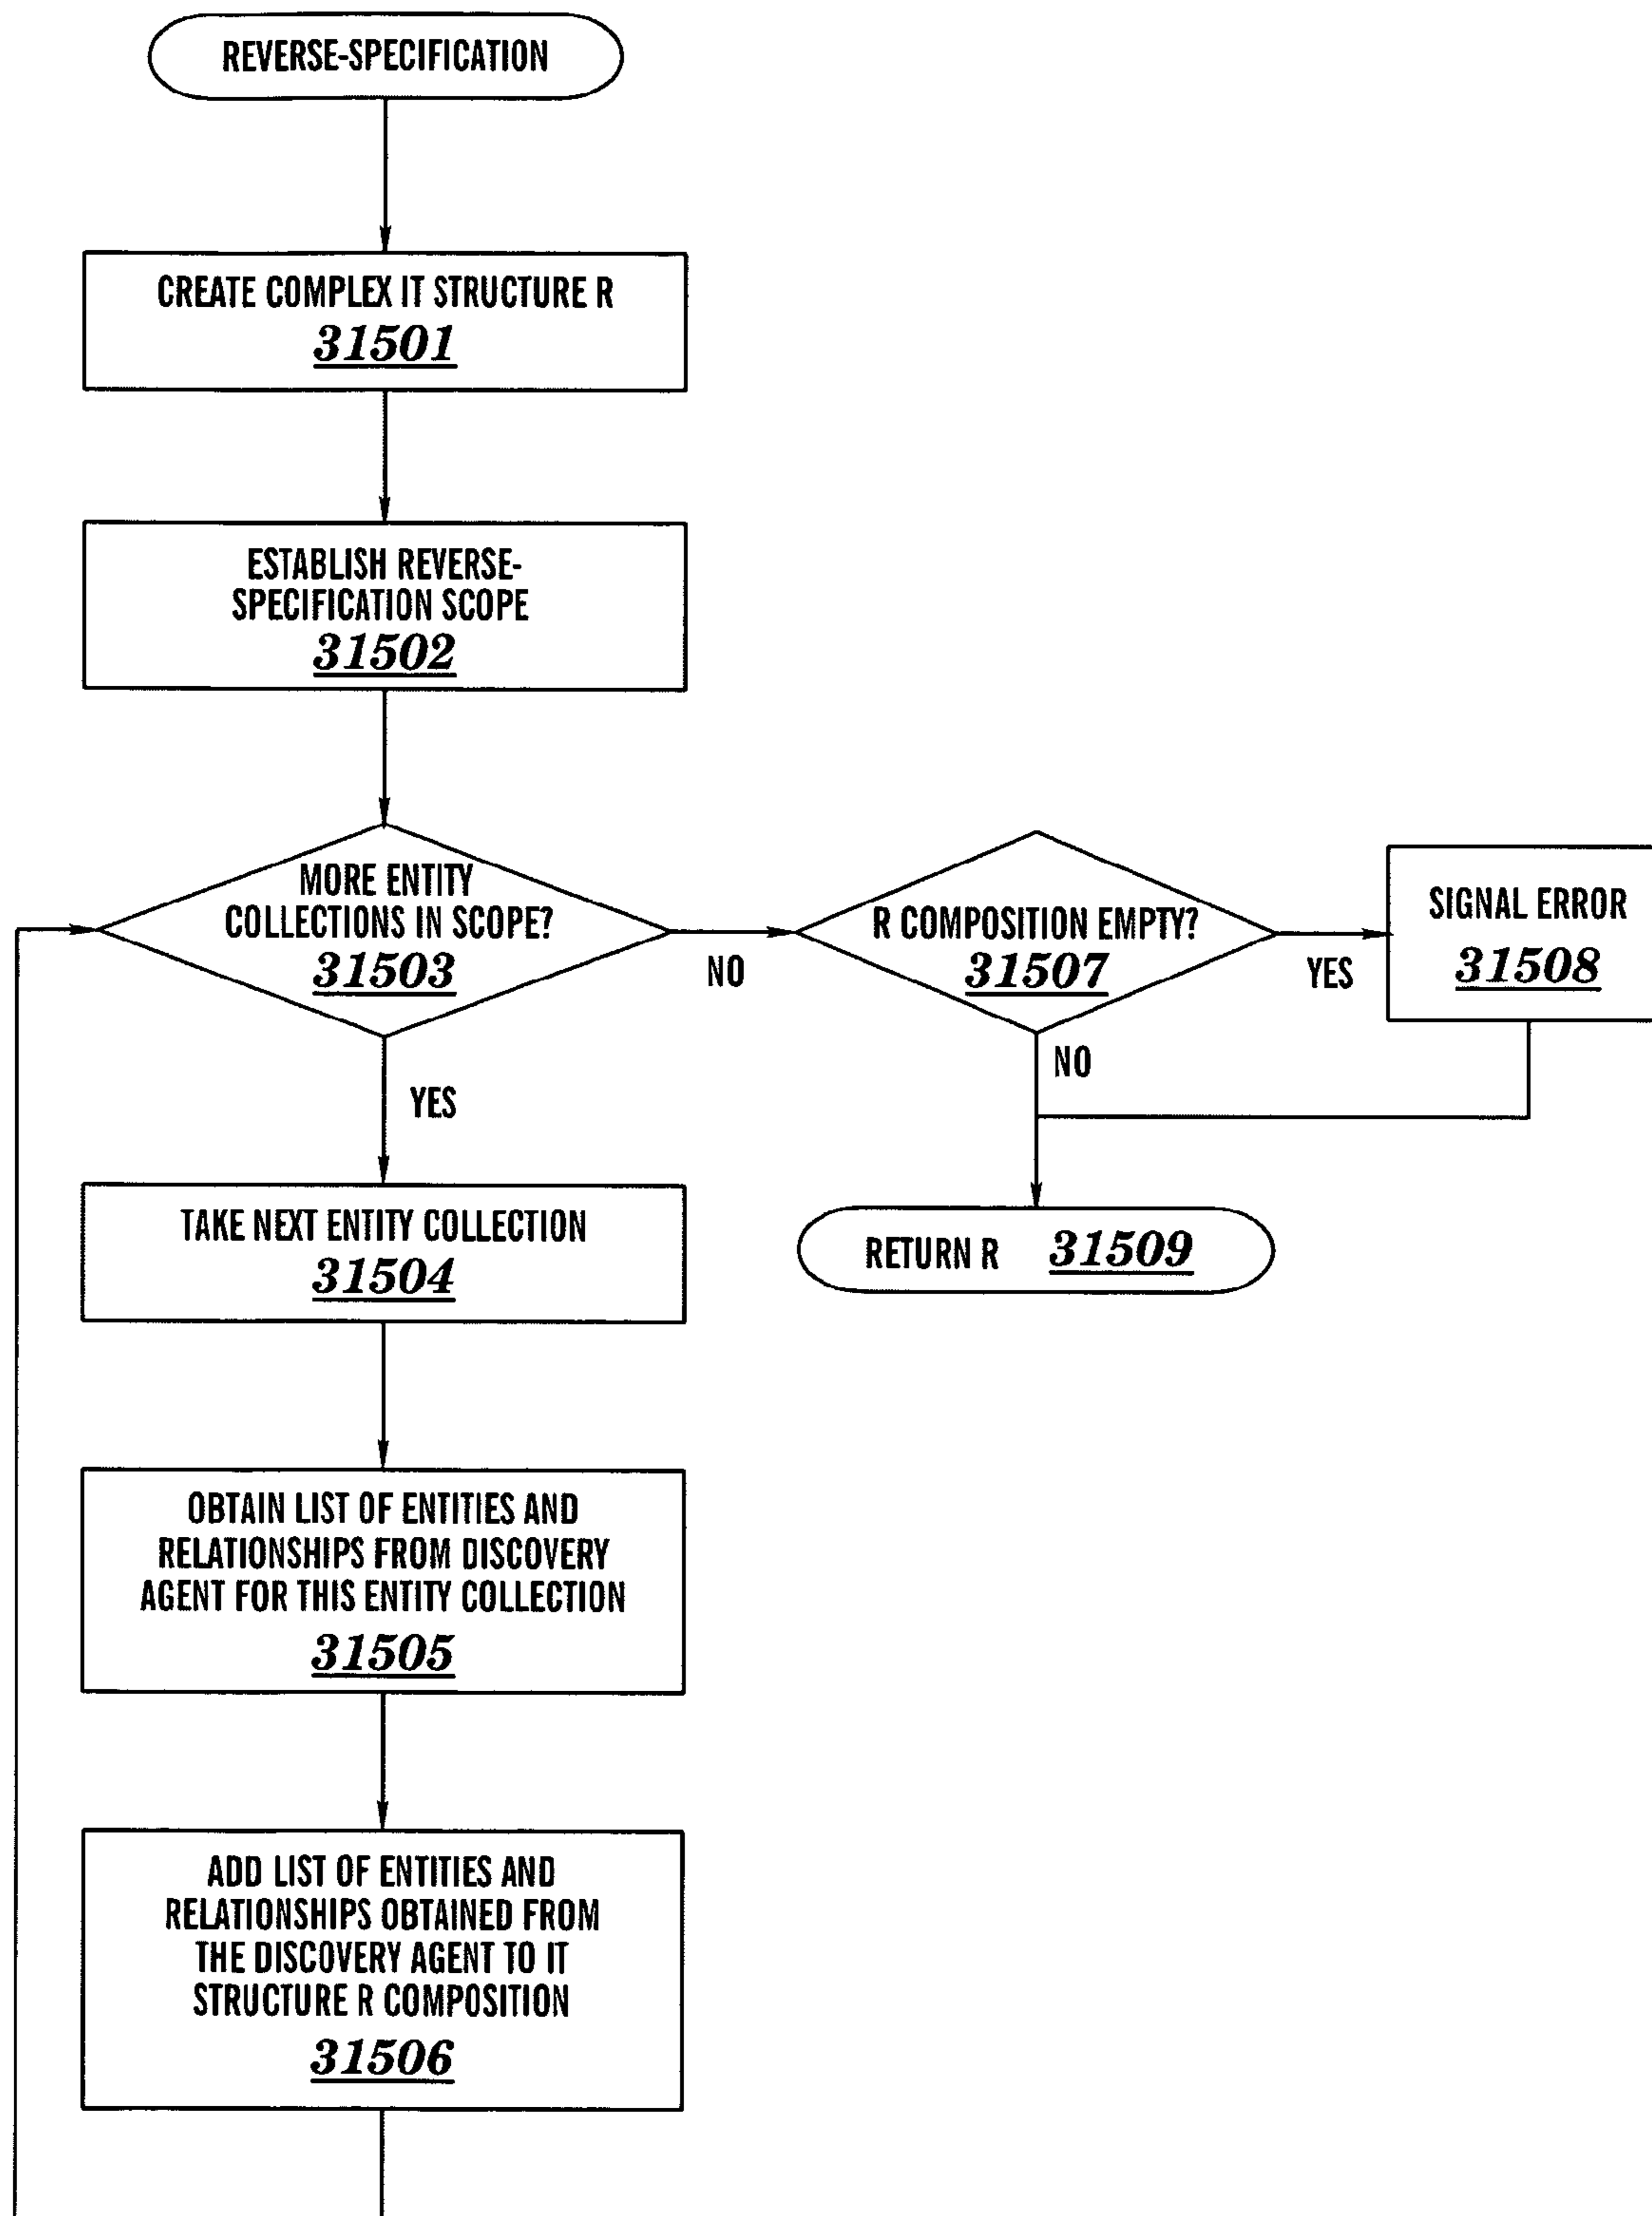 REVERSE-SPECIFICATION
CREATE COMPLEX IT STRUCTURE R
31501
ESTABLISH REVERSE-
SPECIFICATION SCOPE
31502
MORE ENTITY
COLLECTIONS IN SCOPE?
31503
NO
R COMPOSITION EMPTY?
31507
YES
SIGNAL ERROR
31508
NO
YES
TAKE NEXT ENTITY COLLECTION
31504
RETURN R 31509
OBTAIN LIST OF ENTITIES AND
RELATIONSHIPS FROM DISCOVERY
AGENT FOR THIS ENTITY COLLECTION
31505
ADD LIST OF ENTITIES AND
RELATIONSHIPS OBTAINED FROM
THE DISCOVERY AGENT TO IT
STRUCTURE R COMPOSITION
31506